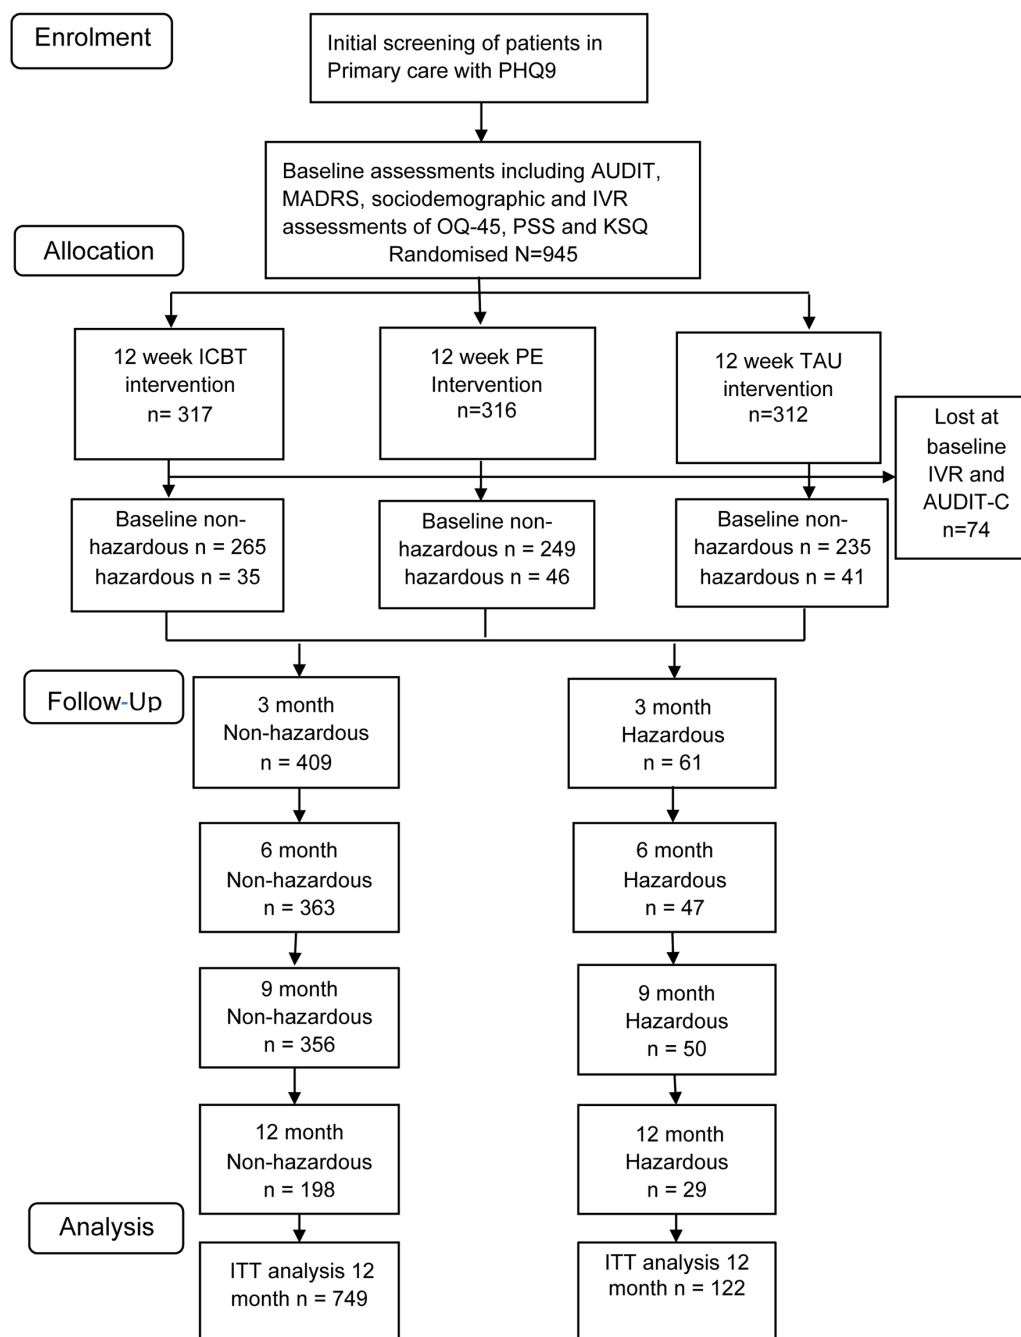 Enrolment
Initial screening of patients in
Primary care with PHQ9
Baseline assessments including AUDIT,
MADRS, sociodemographic and IVR
assessments of OQ-45, PSS and KSQ
Randomised N=945
Allocation
12 week ICBT
intervention
n= 317
12 week PE
Intervention
n=316
12 week TAU
intervention
n=312
Lost at
baseline
IVR and
AUDIT-C
n=74
Baseline non-
hazardous n = 265
hazardous n = 35
Baseline non-
hazardous n = 249
hazardous n = 46
Baseline non-
hazardous n = 235
hazardous n = 41
Follow-Up
3 month
Non-hazardous
n = 409
3 month
Hazardous
n = 61
6 month
Non-hazardous
n = 363
6 month
Hazardous
n = 47
9 month
Non-hazardous
n = 356
9 month
Hazardous
n = 50
12 month
Non-hazardous
n = 198
12 month
Hazardous
n = 29
Analysis
ITT analysis 12
month n = 749
ITT analysis 12
month n = 122